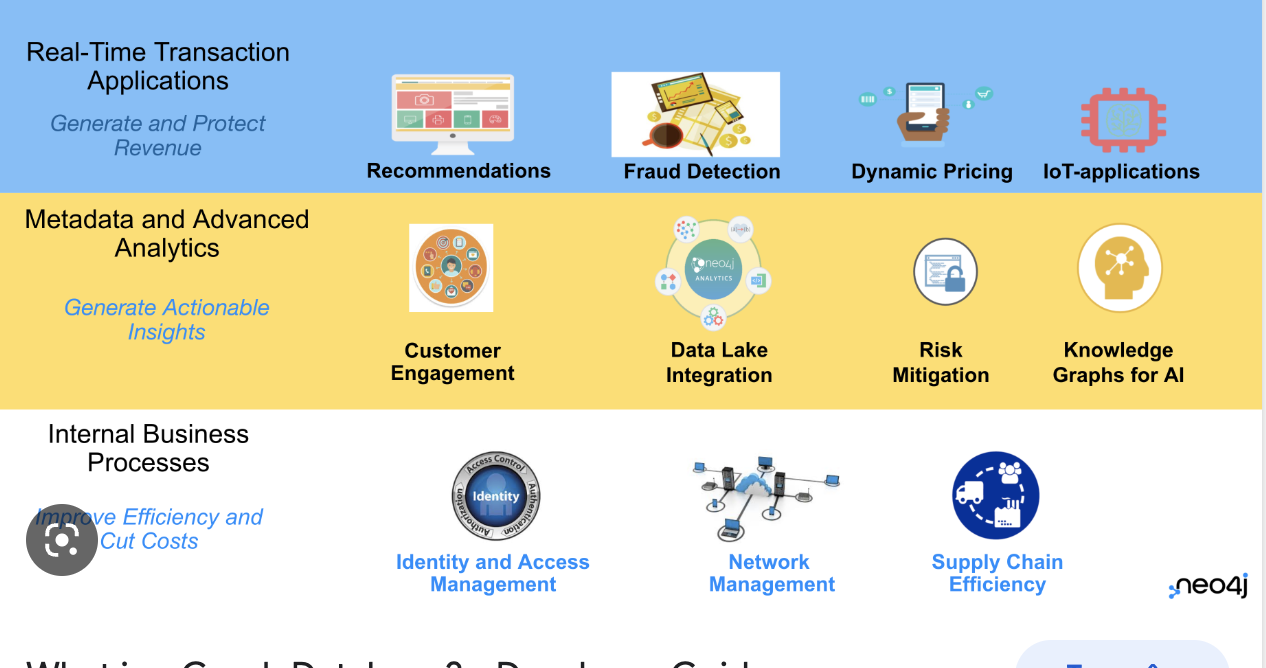 Real-Time Transaction
Applications
Generate and Protect
Revenue
Recommendations
Fraud Detection
Dynamic Pricing
IoT-applications
Metadata and Advanced
Analytics
Generate Actionable
Insights
neo4j
ANALYTICS
Customer
Engagement
Data Lake
Integration
Risk
Mitigation
Knowledge
Graphs for AI
Internal Business
Processes
Improve Efficiency and
Cut Costs
Access Control
Identity
Authentication
Authorization
Identity and Access
Management
Network
Management
Supply Chain
Efficiency
neo4j